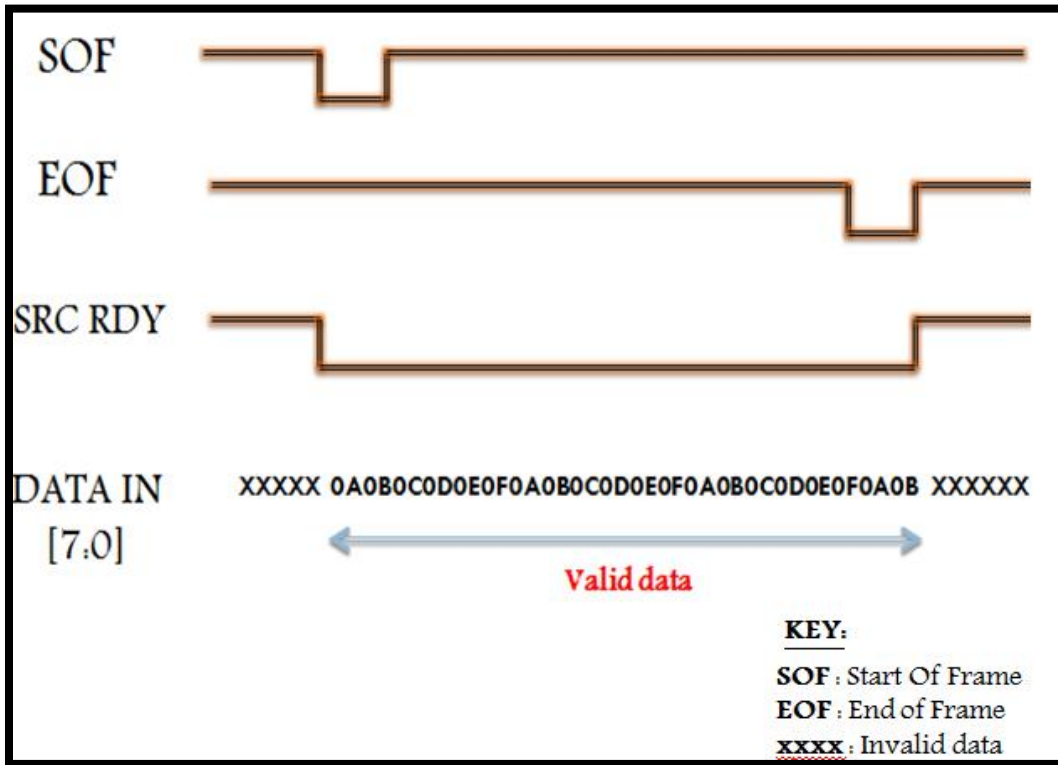 SOF
EOF
SRC RDY
DATA IN XXXXX 0A0B0C0D0E0F0A0B0C0D0E0F0A0B0C0D0E0F0A0B XXXXXX
[7:0]
Valid data
KEY:
SOF : Start Of Frame
EOF : End of Frame
xxxx : Invalid data